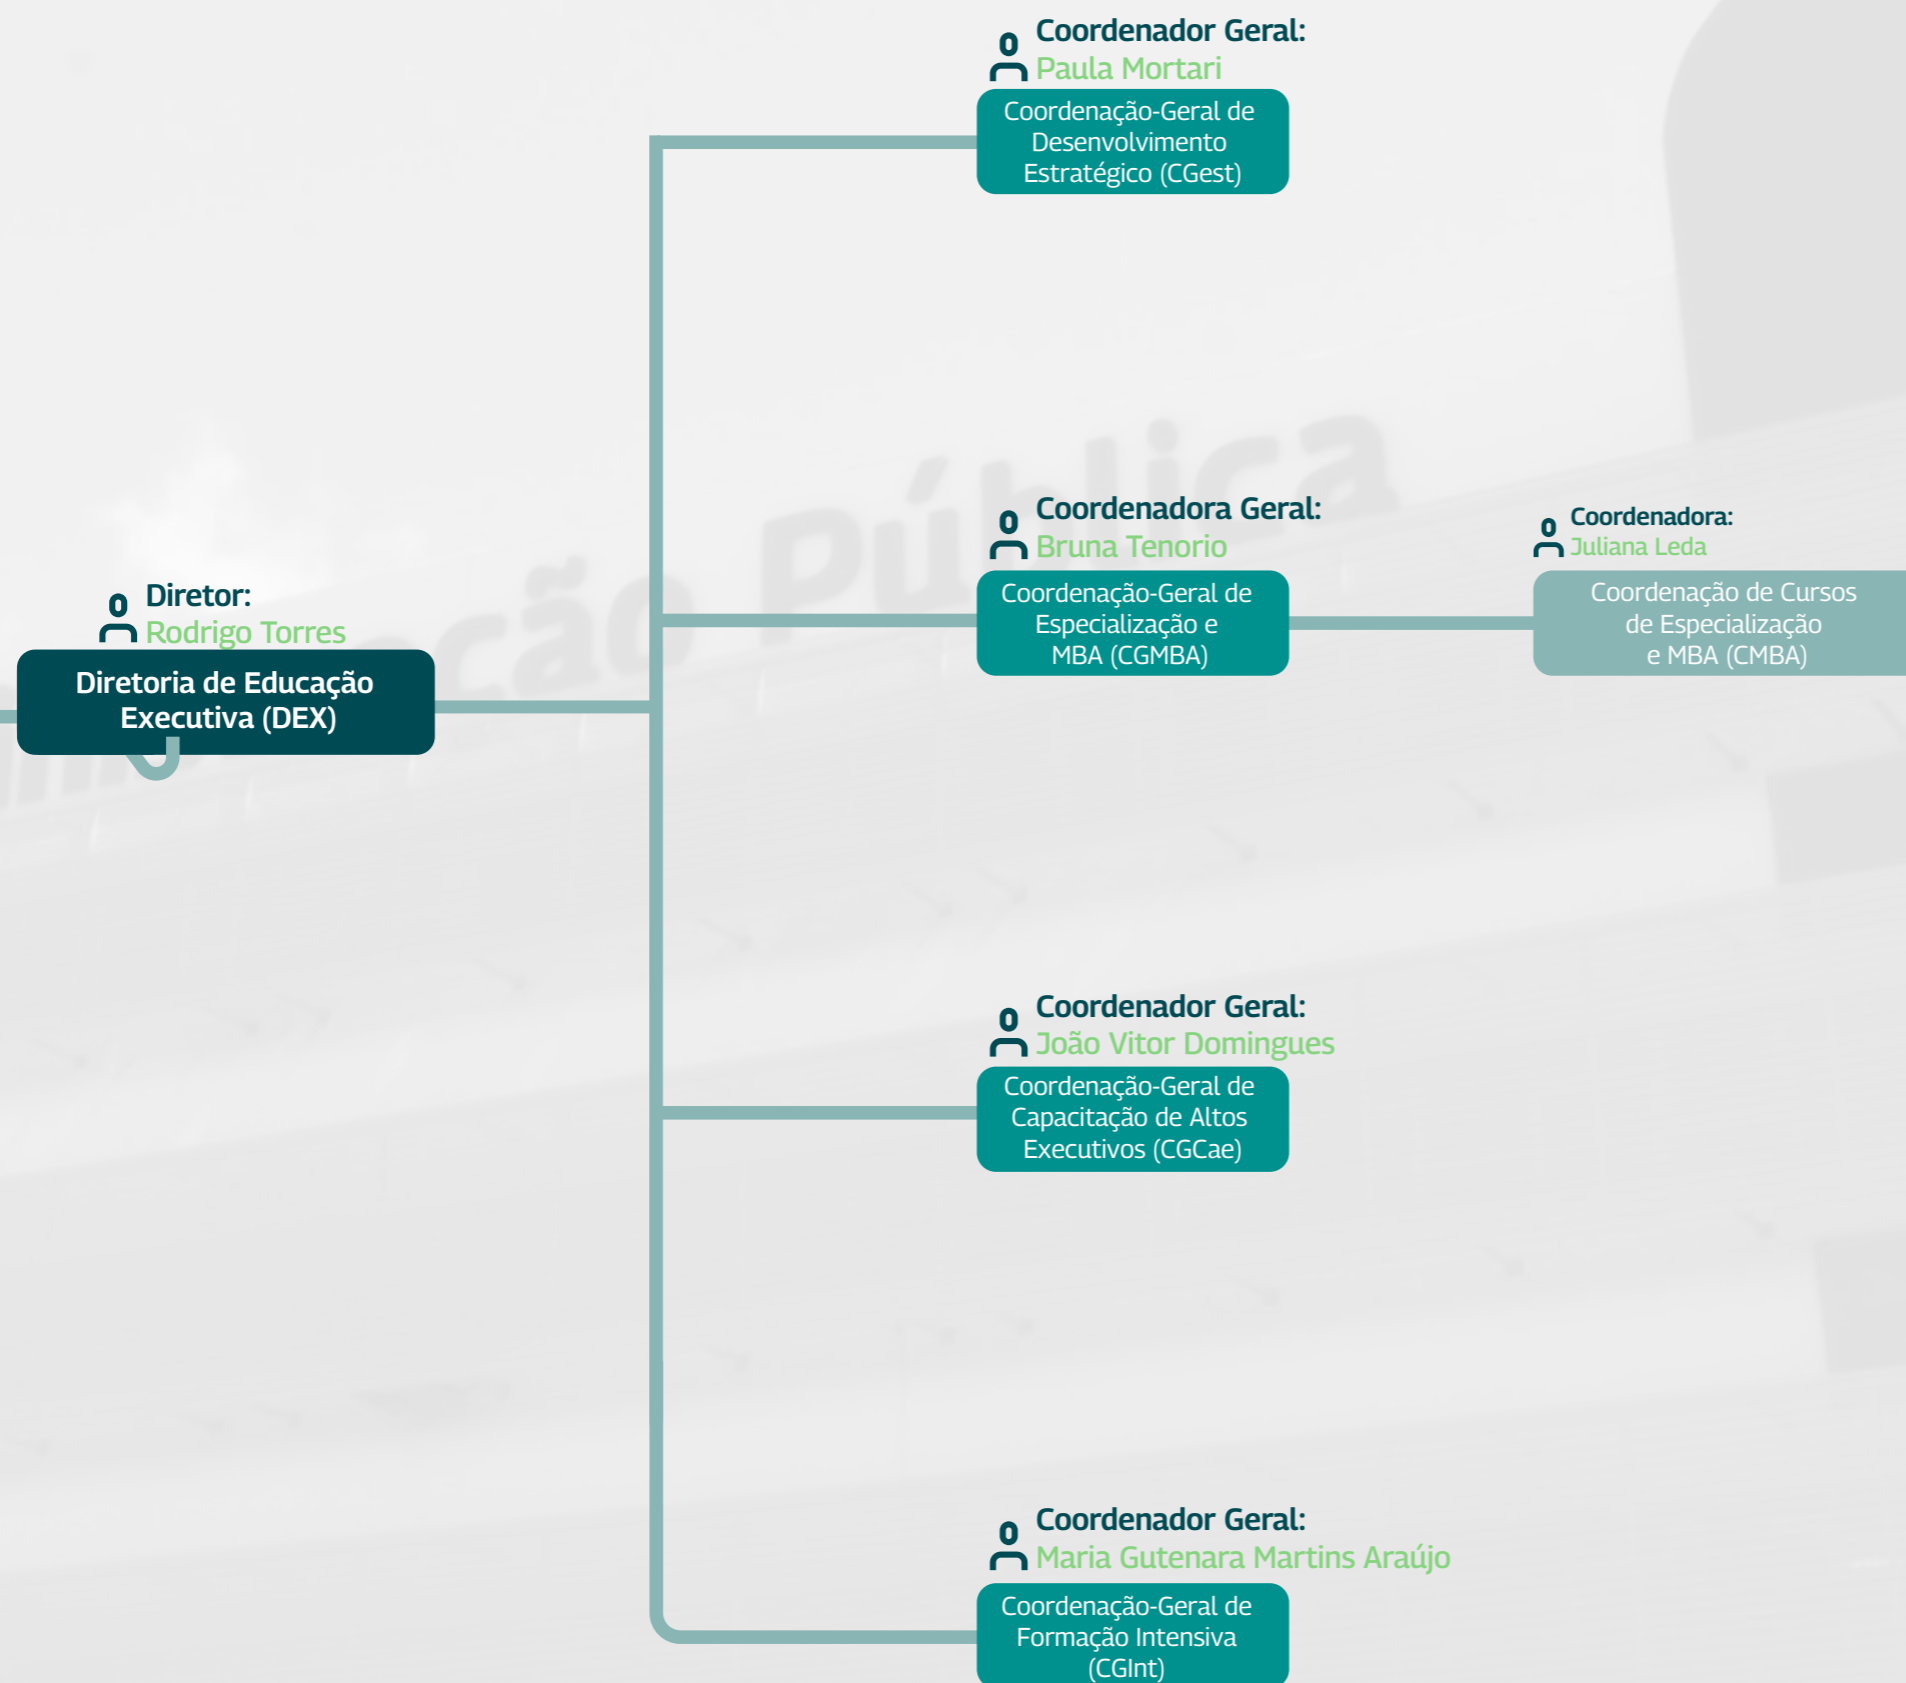 Coordenador Geral:
Paula Mortari
Coordenação-Geral de
Desenvolvimento
Estratégico (CGest)
Coordenadora Geral:
Bruna Tenorio
Coordenação-Geral de
Especialização e
MBA (CGMBA)
Coordenadora:
Juliana Leda
Coordenação de Cursos
de Especialização
e MBA (CMBA)
Diretor:
Rodrigo Torres
Diretoria de Educação
Executiva (DEX)
Pública
Coordenador Geral:
João Vitor Domingues
Coordenação-Geral de
Capacitação de Altos
Executivos (CGCae)
Coordenador Geral:
Maria Gutenara Martins Araújo
Coordenação-Geral de
Formação Intensiva
(CGInt)